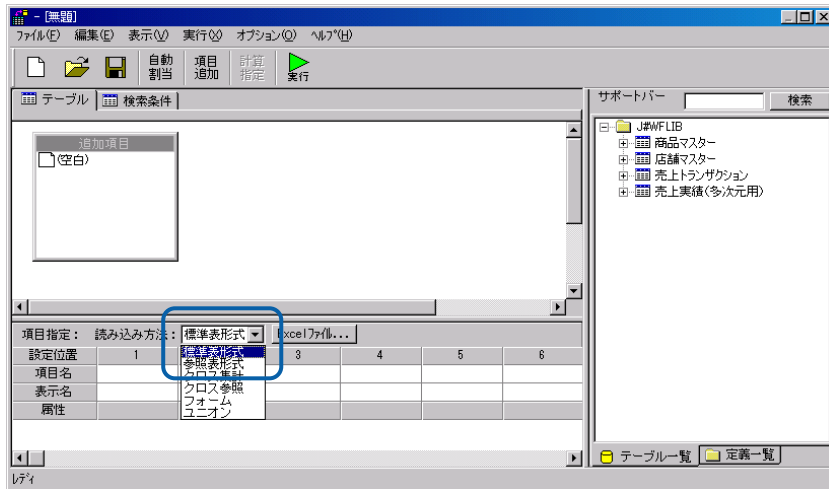 - [無題]
ファイル(F) 編集(E) 表示(V) 実行(X) オプション(O) ヘルプ(H)
自動割当 項目追加 計算指定 実行
テーブル 検索条件
追加項目
(空白)
項目指定： 読み込み方法： 標準表形式 Excelファイル...
設定位置 1 3 4 5 6
項目名
表示名
属性
標準表形式
参照表形式
クロス集計
クロス参照
フォーム
ユニオン
サポートバー 検索
J#WFLIB
商品マスター
店舗マスター
売上トランザクション
売上実績(多次元用)
テーブル一覧 定義一覧
レディ